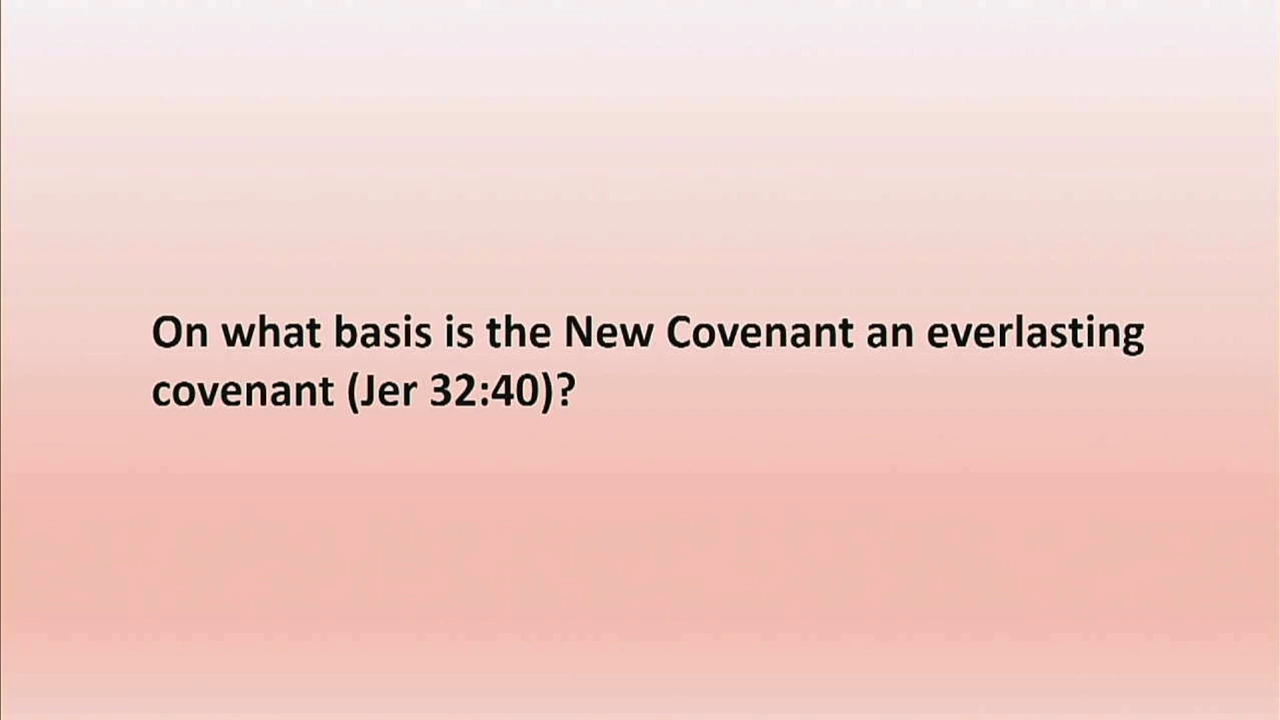 On what basis is the New Covenant an everlasting
covenant (Jer 32:40)?